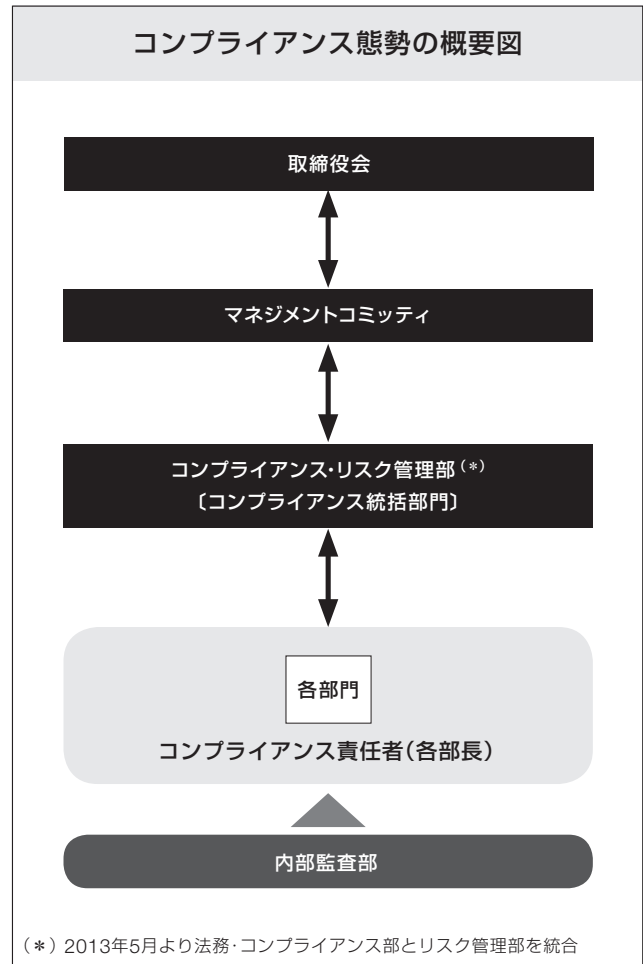 コンプライアンス態勢の概要図
取締役会
マネジメントコミッティ
コンプライアンス・リスク管理部(*)
〔コンプライアンス統括部門〕
各部門
コンプライアンス責任者(各部長)
内部監査部
(*)2013年5月より法務・コンプライアンス部とリスク管理部を統合